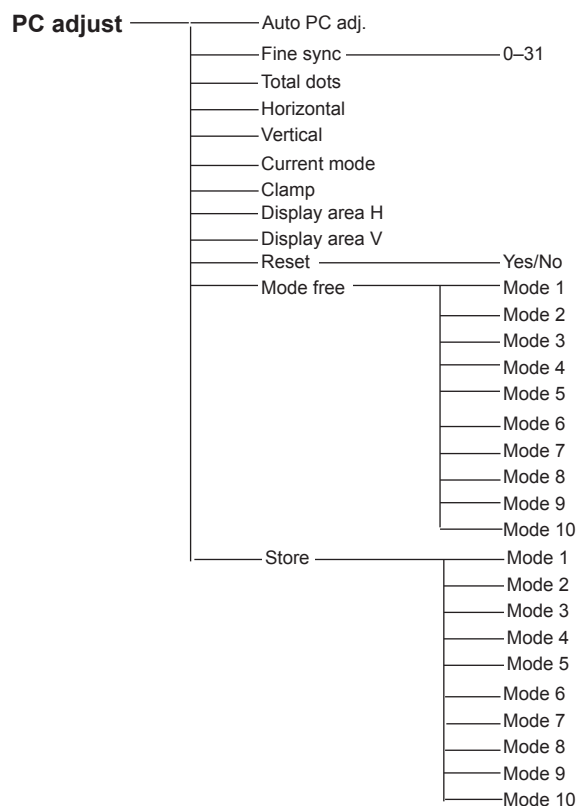 PC adjust
Auto PC adj.
Fine sync 0–31
Total dots
Horizontal
Vertical
Current mode
Clamp
Display area H
Display area V
Reset Yes/No
Mode free Mode 1
Mode 2
Mode 3
Mode 4
Mode 5
Mode 6
Mode 7
Mode 8
Mode 9
Mode 10
Store Mode 1
Mode 2
Mode 3
Mode 4
Mode 5
Mode 6
Mode 7
Mode 8
Mode 9
Mode 10